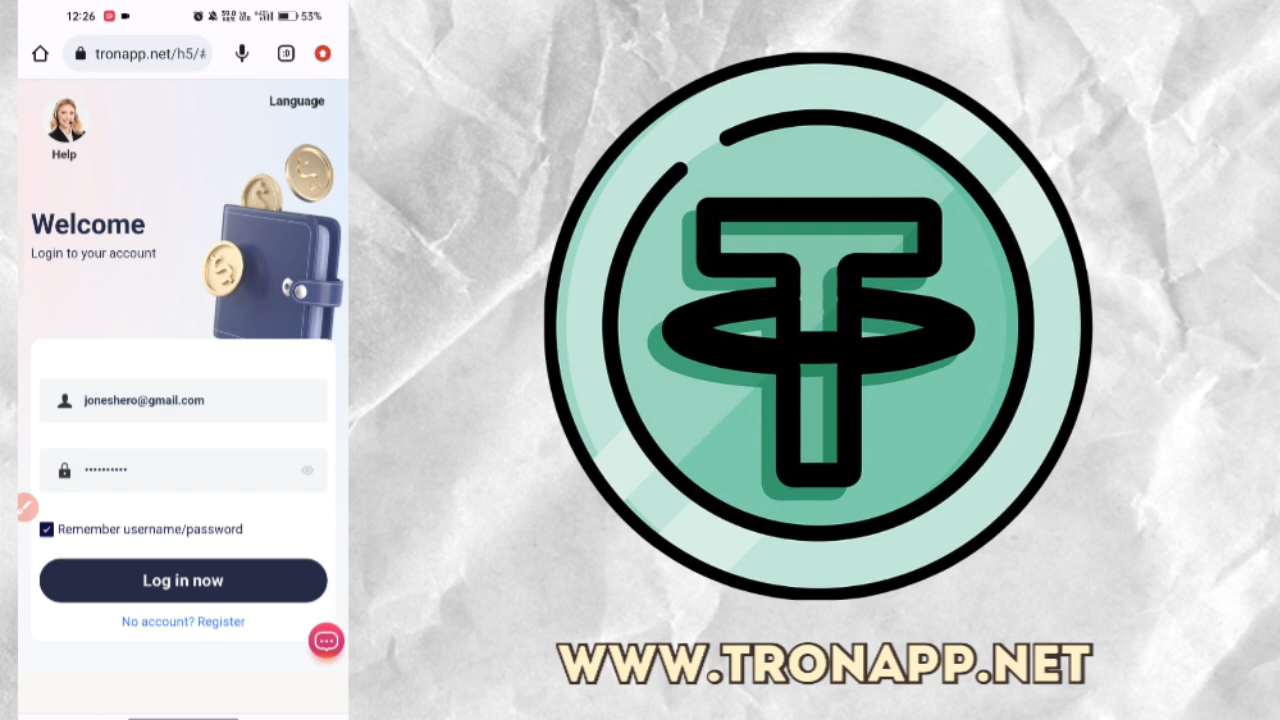 12:26
53%
tronapp.net/h5/#
:D
Language
Help
Welcome
Login to your account
joneshero@gmail.com
••••••••••
Remember username/password
Log in now
No account? Register
WWW.TRONAPP.NET